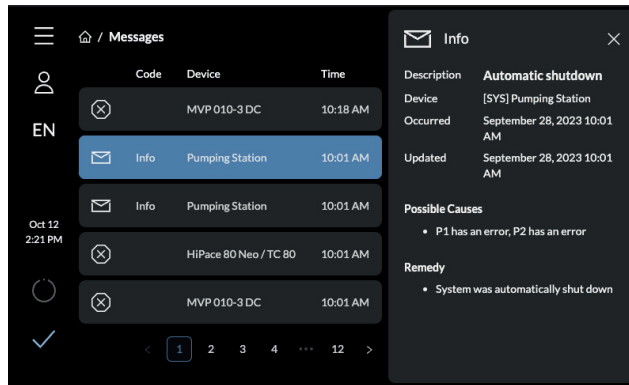 / Messages
EN
Oct 12
2:21 PM
Code Device Time
MVP 010-3 DC 10:18 AM
Info Pumping Station 10:01 AM
Info Pumping Station 10:01 AM
HiPace 80 Neo / TC 80 10:01 AM
MVP 010-3 DC 10:01 AM
< 1 2 3 4 ••• 12 >
Info
Description Automatic shutdown
Device [SYS] Pumping Station
Occurred September 28, 2023 10:01
AM
Updated September 28, 2023 10:01
AM
Possible Causes
• P1 has an error, P2 has an error
Remedy
• System was automatically shut down